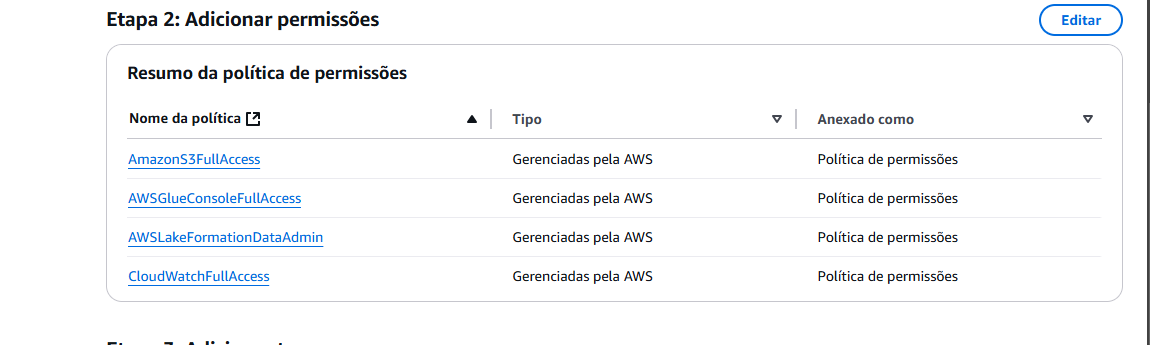 Etapa 2: Adicionar permissões
Editar
Resumo da política de permissões
Nome da política Tipo Anexado como
AmazonS3FullAccess Gerenciadas pela AWS Política de permissões
AWSGlueConsoleFullAccess Gerenciadas pela AWS Política de permissões
AWSLakeFormationDataAdmin Gerenciadas pela AWS Política de permissões
CloudWatchFullAccess Gerenciadas pela AWS Política de permissões